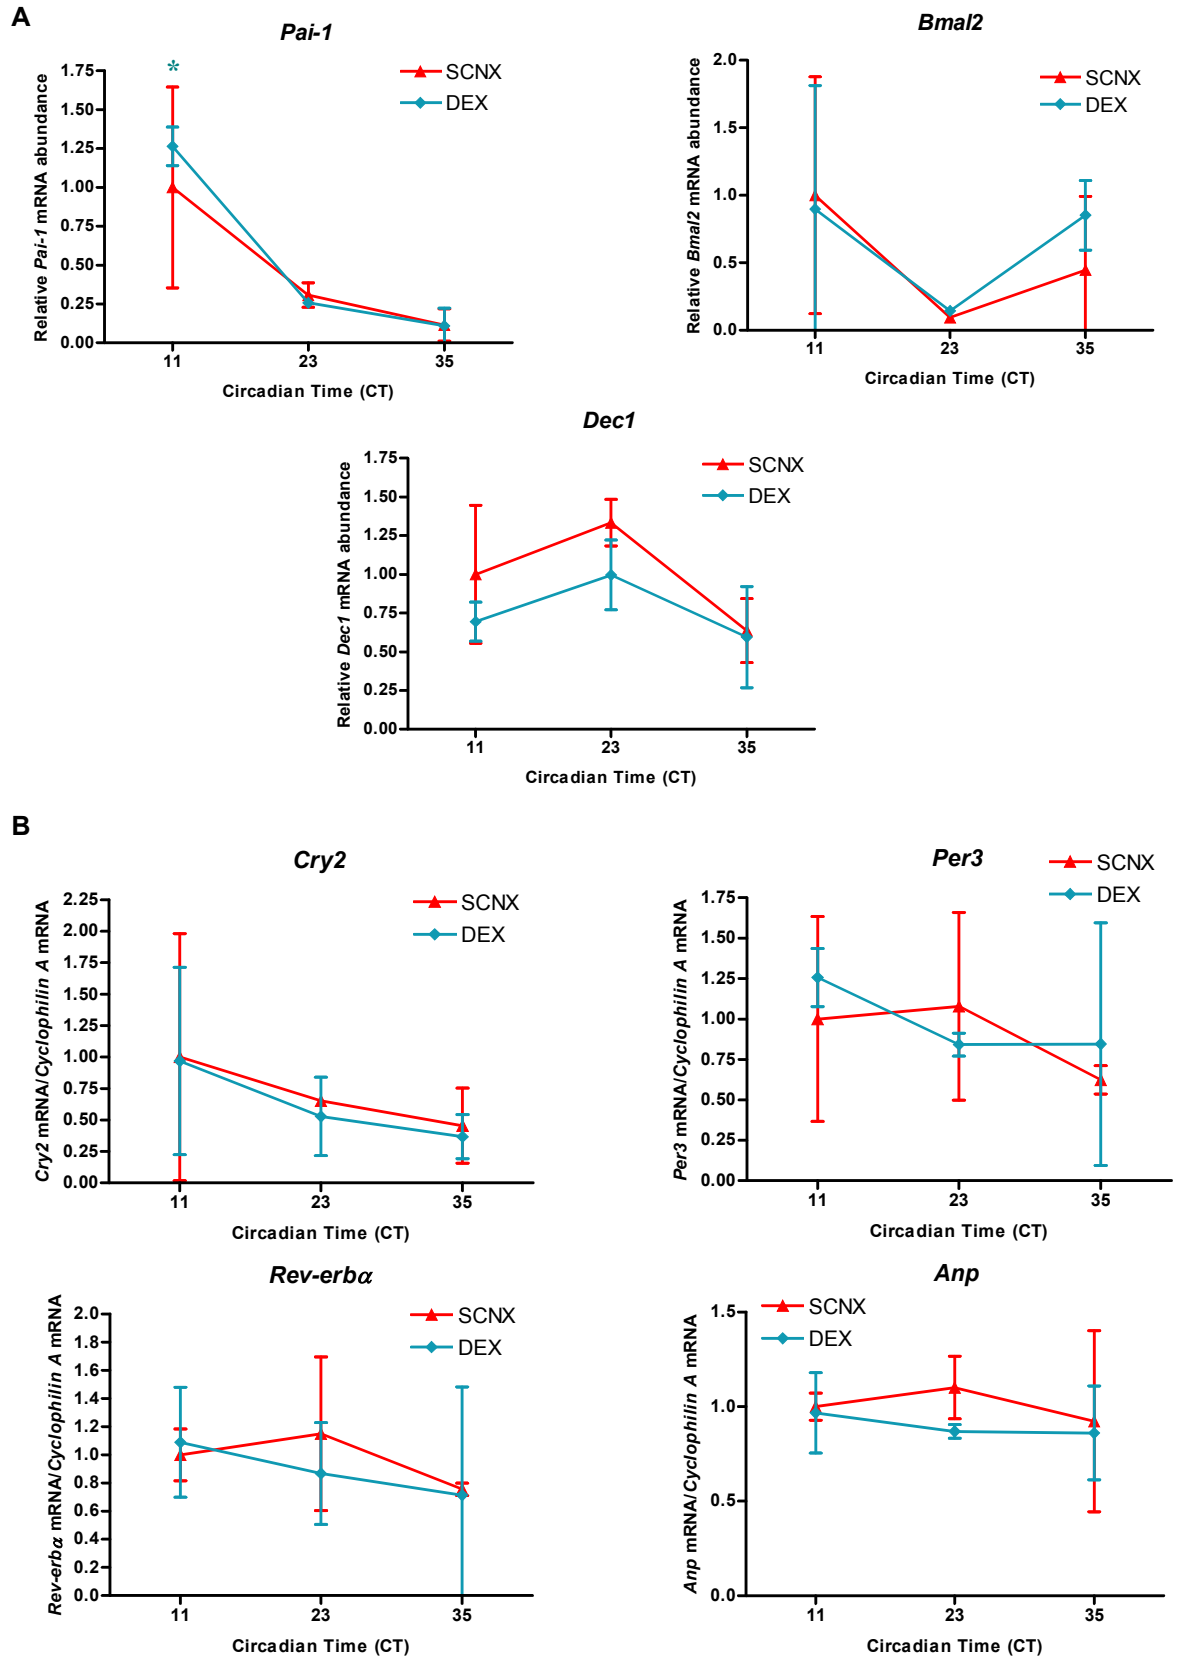 A
Pai-1
SCNX
DEX
*
Relative Pai-1 mRNA abundance
1.75
1.50
1.25
1.00
0.75
0.50
0.25
0.00
11 23 35
Circadian Time (CT)
Bmal2
SCNX
DEX
Relative Bmal2 mRNA abundance
2.0
1.5
1.0
0.5
0.0
11 23 35
Circadian Time (CT)
Dec1
SCNX
DEX
Relative Dec1 mRNA abundance
1.75
1.50
1.25
1.00
0.75
0.50
0.25
0.00
11 23 35
Circadian Time (CT)
B
Cry2
SCNX
DEX
Cry2 mRNA/Cyclophilin A mRNA
2.25
2.00
1.75
1.50
1.25
1.00
0.75
0.50
0.25
0.00
11 23 35
Circadian Time (CT)
Per3
SCNX
DEX
Per3 mRNA/Cyclophilin A mRNA
1.75
1.50
1.25
1.00
0.75
0.50
0.25
0.00
11 23 35
Circadian Time (CT)
Rev-erbα
SCNX
DEX
Rev-erbα mRNA/Cyclophilin A mRNA
2.0
1.8
1.6
1.4
1.2
1.0
0.8
0.6
0.4
0.2
0.0
11 23 35
Circadian Time (CT)
Anp
SCNX
DEX
Anp mRNA/Cyclophilin A mRNA
1.5
1.0
0.5
0.0
11 23 35
Circadian Time (CT)